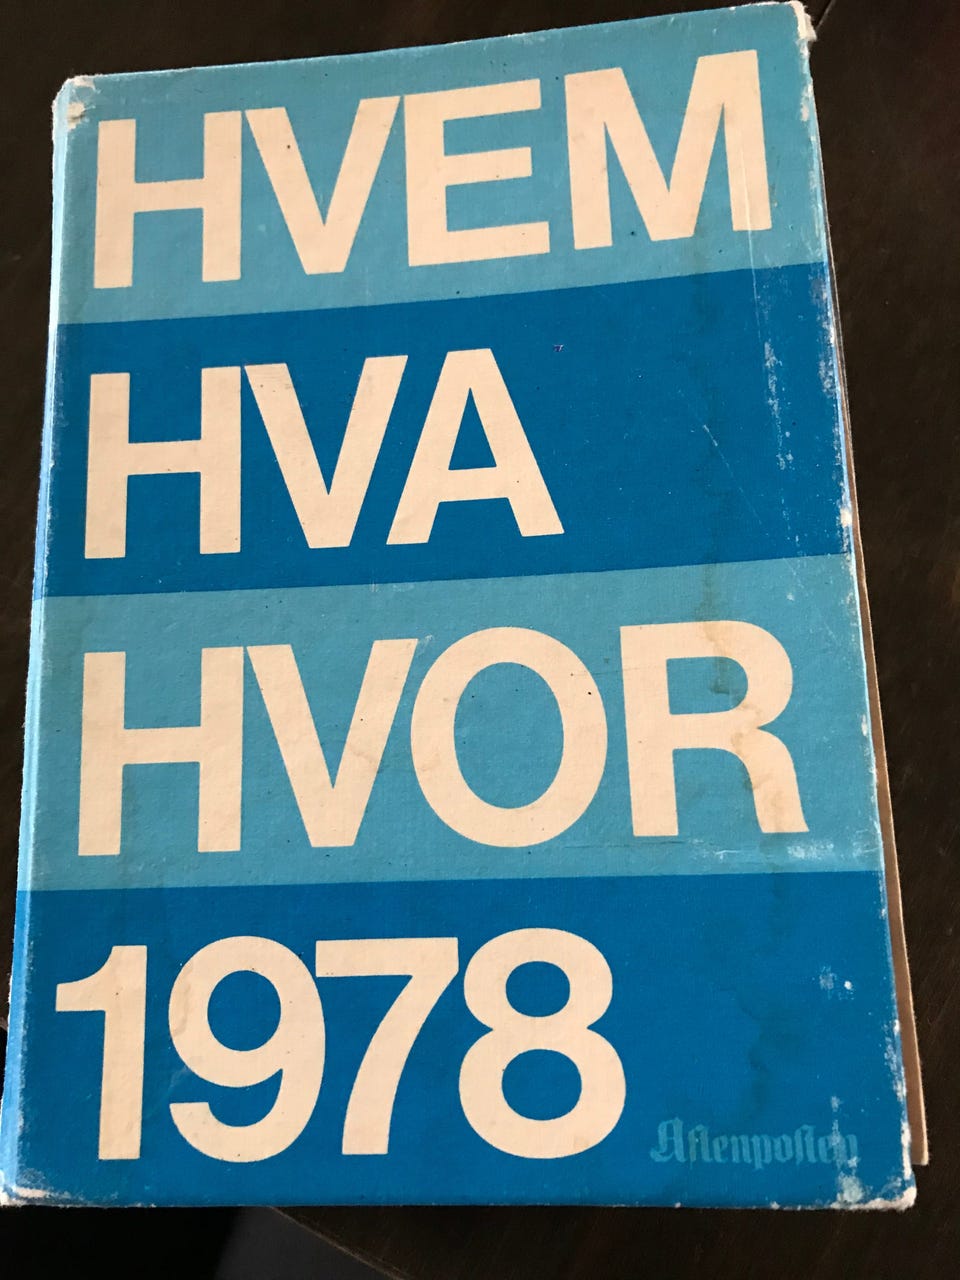 HVEM
HVA
HVOR
1978
Aftenposten